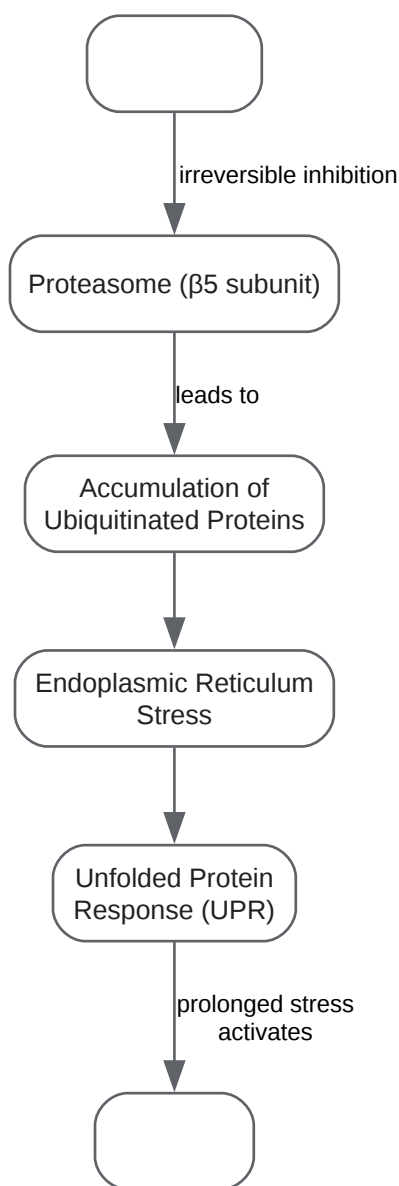 irreversible inhibition
Proteasome (β5 subunit)
leads to
Accumulation of
Ubiquitinated Proteins
Endoplasmic Reticulum
Stress
Unfolded Protein
Response (UPR)
prolonged stress
activates